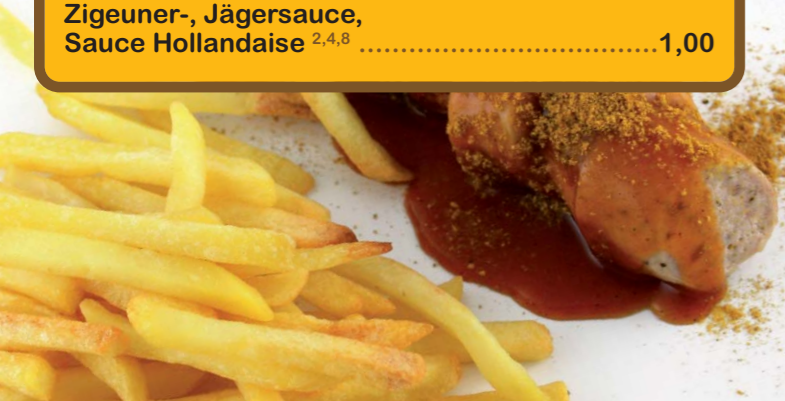 Zigeuner-, Jägersauce,
Sauce Hollandaise 2,4,8 ....................................1,00